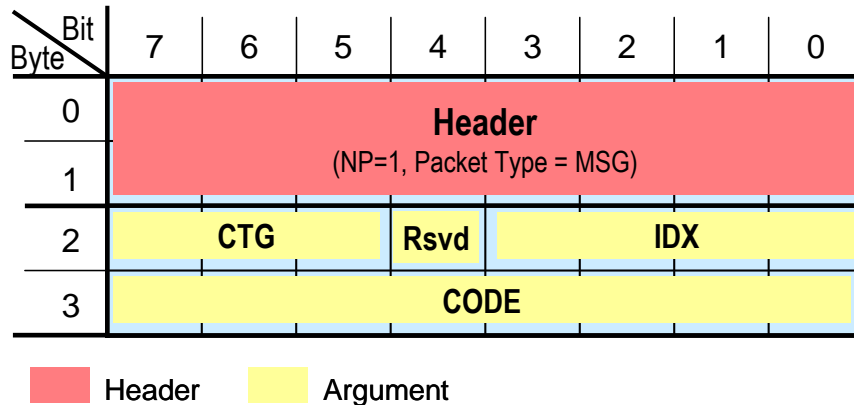 Bit
Byte 7 6 5 4 3 2 1 0
0
Header
(NP=1, Packet Type = MSG)
1
2 CTG Rsvd IDX
3 CODE
Header Argument